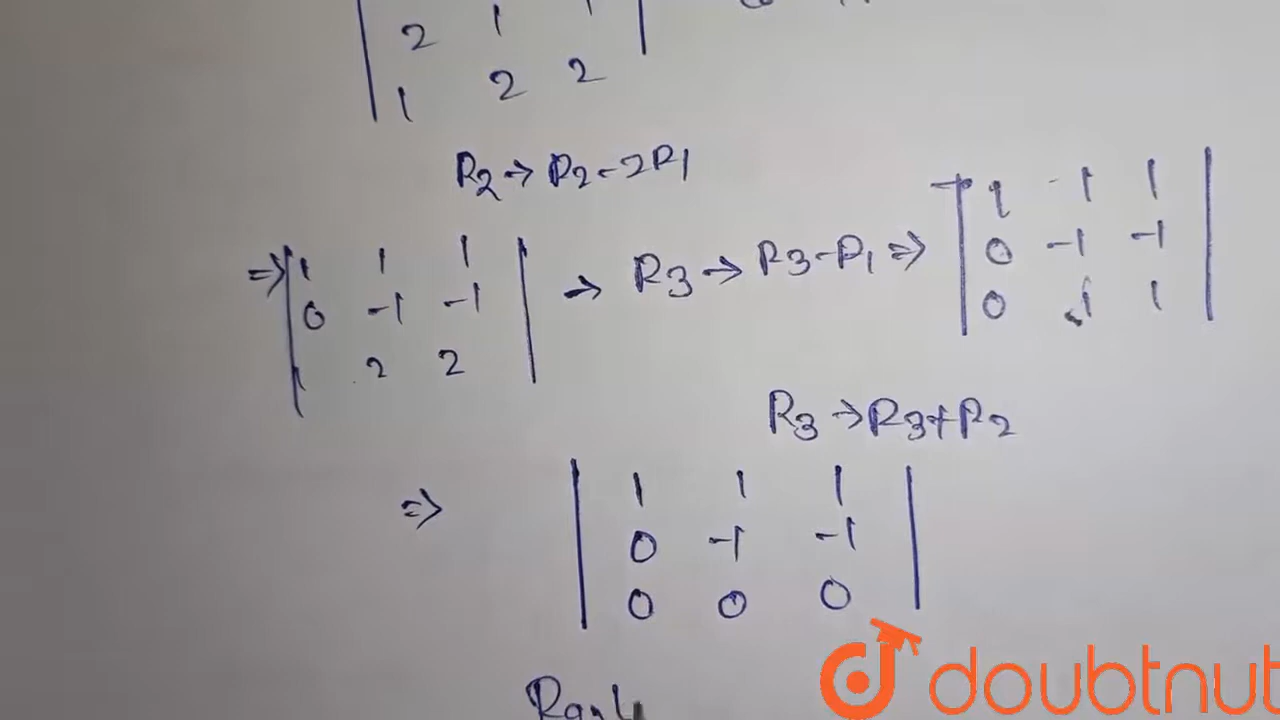 2 1 1
1 2 2
R2 → R2 - 2R1
⇒ | 1 1 1 |
0 -1 -1
1 2 2
→ R3 → R3 - R1 ⇒
1 1 1
0 -1 -1
0 1 1
R3 → R3 + R2
⇒ | 1 1 1 |
0 -1 -1
0 0 0
Rank
doubtnut